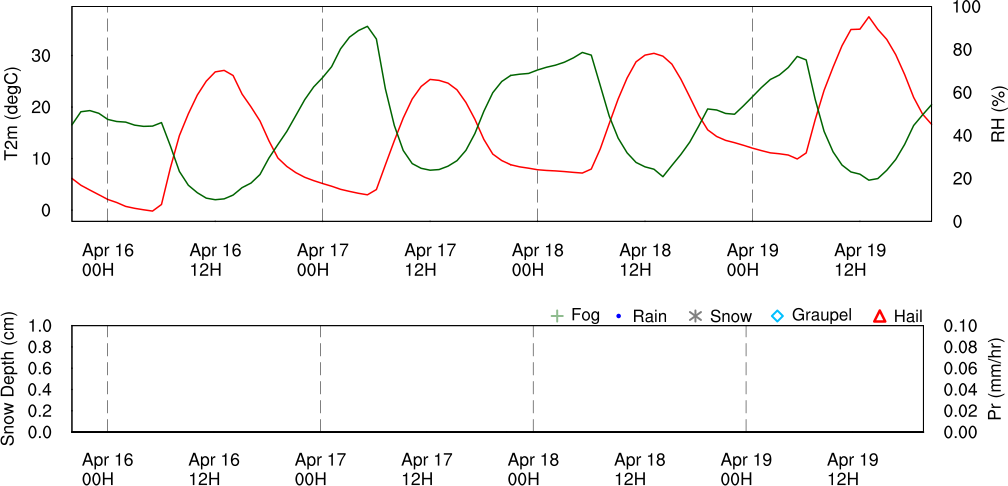 T2m (degC)
30
20
10
0
100
80
60
40
20
0
RH (%)
Apr 16 Apr 16 Apr 17 Apr 17 Apr 18 Apr 18 Apr 19 Apr 19
00H 12H 00H 12H 00H 12H 00H 12H
Fog Rain Snow Graupel Hail
Snow Depth (cm)
1.0
0.8
0.6
0.4
0.2
0.0
0.10
0.08
0.06
0.04
0.02
0.00
Pr (mm/hr)
Apr 16 Apr 16 Apr 17 Apr 17 Apr 18 Apr 18 Apr 19 Apr 19
00H 12H 00H 12H 00H 12H 00H 12H